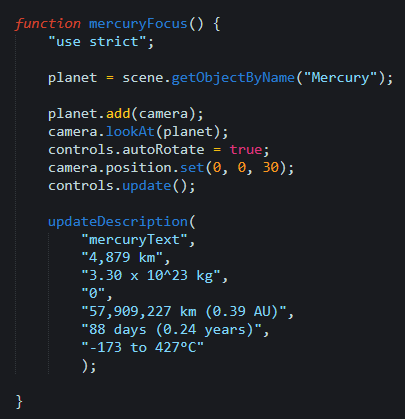 function mercuryFocus() {
    "use strict";

    planet = scene.getObjectByName("Mercury");

    planet.add(camera);
    camera.lookAt(planet);
    controls.autoRotate = true;
    camera.position.set(0, 0, 30);
    controls.update();

    updateDescription(
        "mercuryText",
        "4,879 km",
        "3.30 x 10^23 kg",
        "0",
        "57,909,227 km (0.39 AU)",
        "88 days (0.24 years)",
        "-173 to 427°C"
        );

}